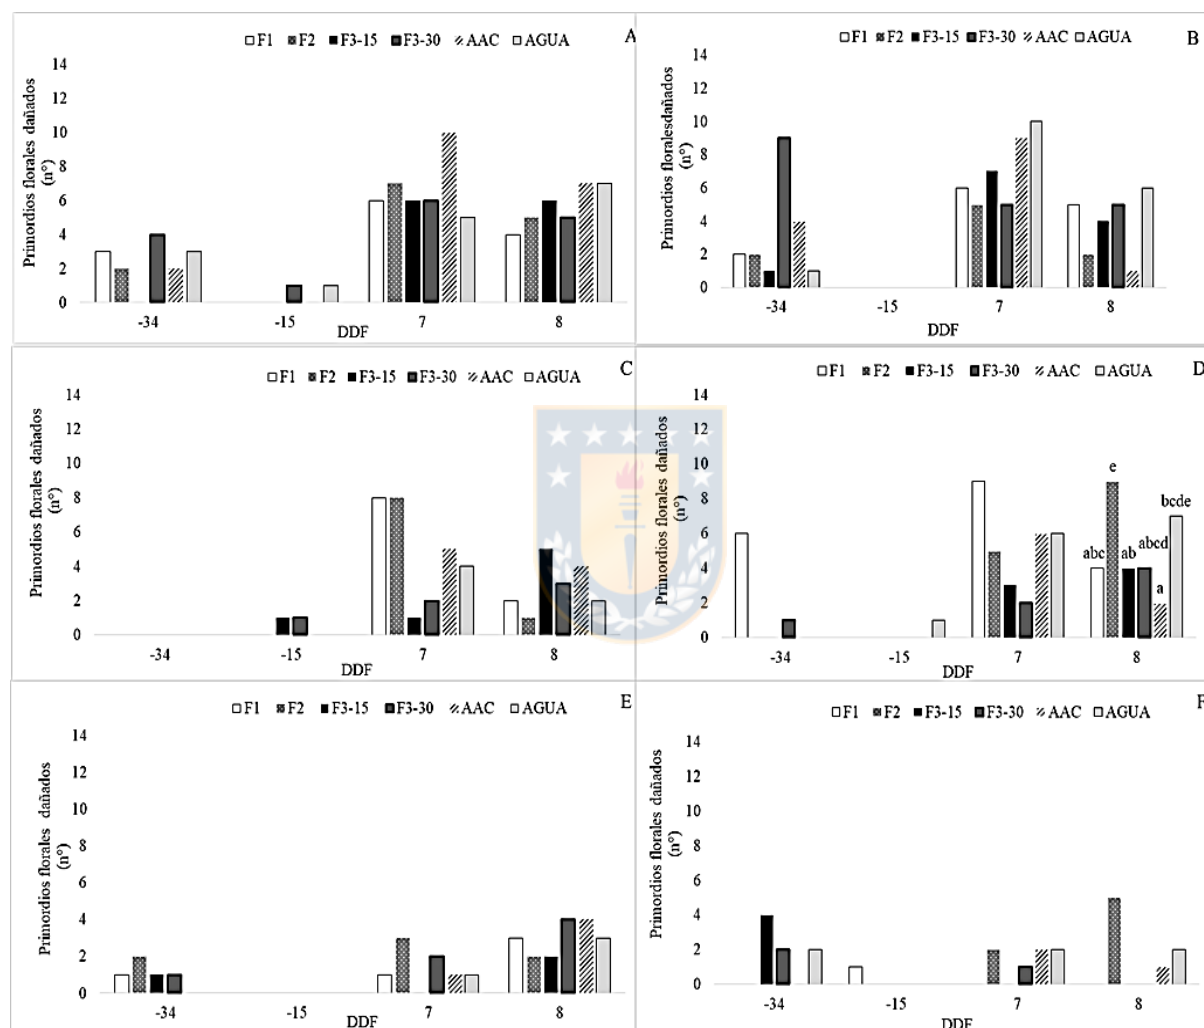 F1 F2 F3-15 F3-30 AAC AGUA A
Primordios florales dañados
(n°)
14
12
10
8
6
4
2
0
-34 -15 7 8
DDF
F1 F2 F3-15 F3-30 AAC AGUA B
Primordios floralesdañados
(n°)
14
12
10
8
6
4
2
0
-34 -15 7 8
DDF
F1 F2 F3-15 F3-30 AAC AGUA C
Primordios florales dañados
(n°)
14
12
10
8
6
4
2
0
-34 -15 7 8
DDF
F1 F2 F3-15 F3-30 AAC AGUA D
Primordios florales dañados
(n°)
14
12
10
8
6
4
2
0
e
bcde
abc ab abcd
a
-34 -15 7 8
DDF
F1 F2 F3-15 F3-30 AAC AGUA E
Primordios florales dañados
(n°)
14
12
10
8
6
4
2
0
-34 -15 7 8
DDF
F1 F2 F3-15 F3-30 AAC AGUA F
Primordios florales dañados
(n°)
14
12
10
8
6
4
2
0
-34 -15 7 8
DDF